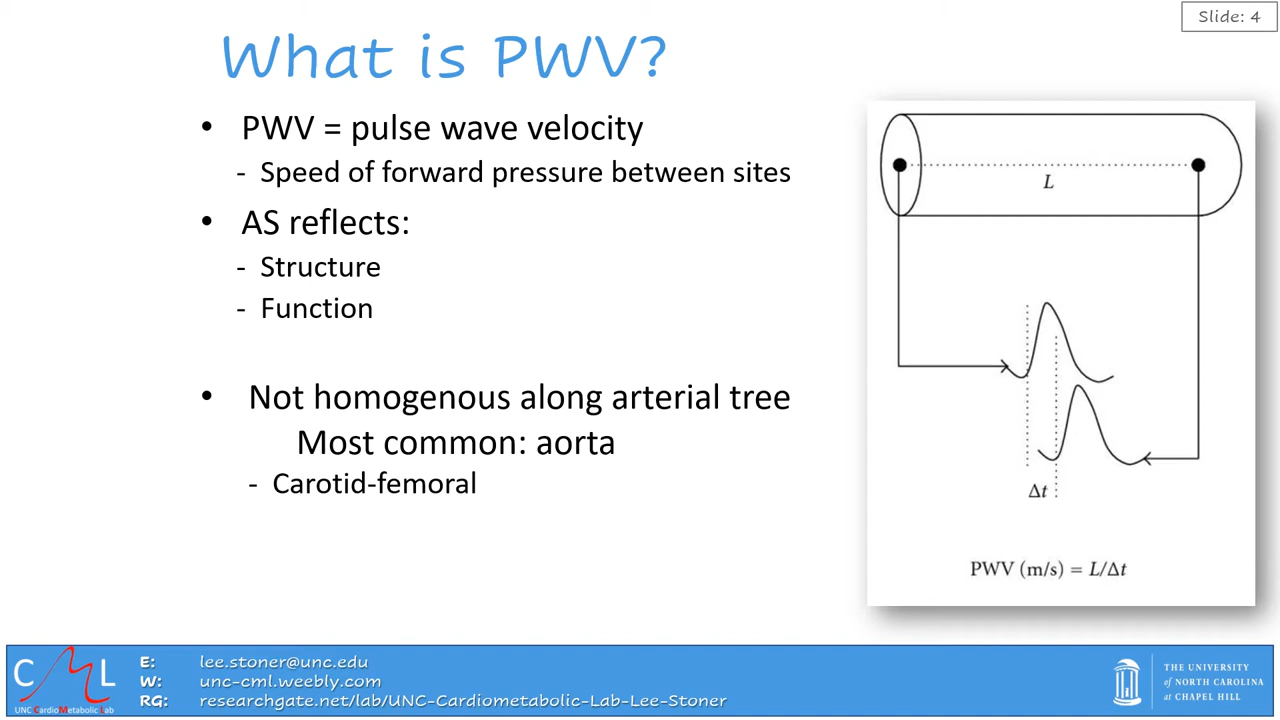 Slide: 4
What is PWV?
• PWV = pulse wave velocity
- Speed of forward pressure between sites
• AS reflects:
- Structure
- Function
• Not homogenous along arterial tree
Most common: aorta
- Carotid-femoral
L
Δt
PWV (m/s) = L/Δt
CML
UNC CardioMetabolic Lab
E: lee.stoner@unc.edu
W: unc-cml.weebly.com
RG: researchgate.net/lab/UNC-Cardiometabolic-Lab-Lee-Stoner
THE UNIVERSITY
of NORTH CAROLINA
at CHAPEL HILL